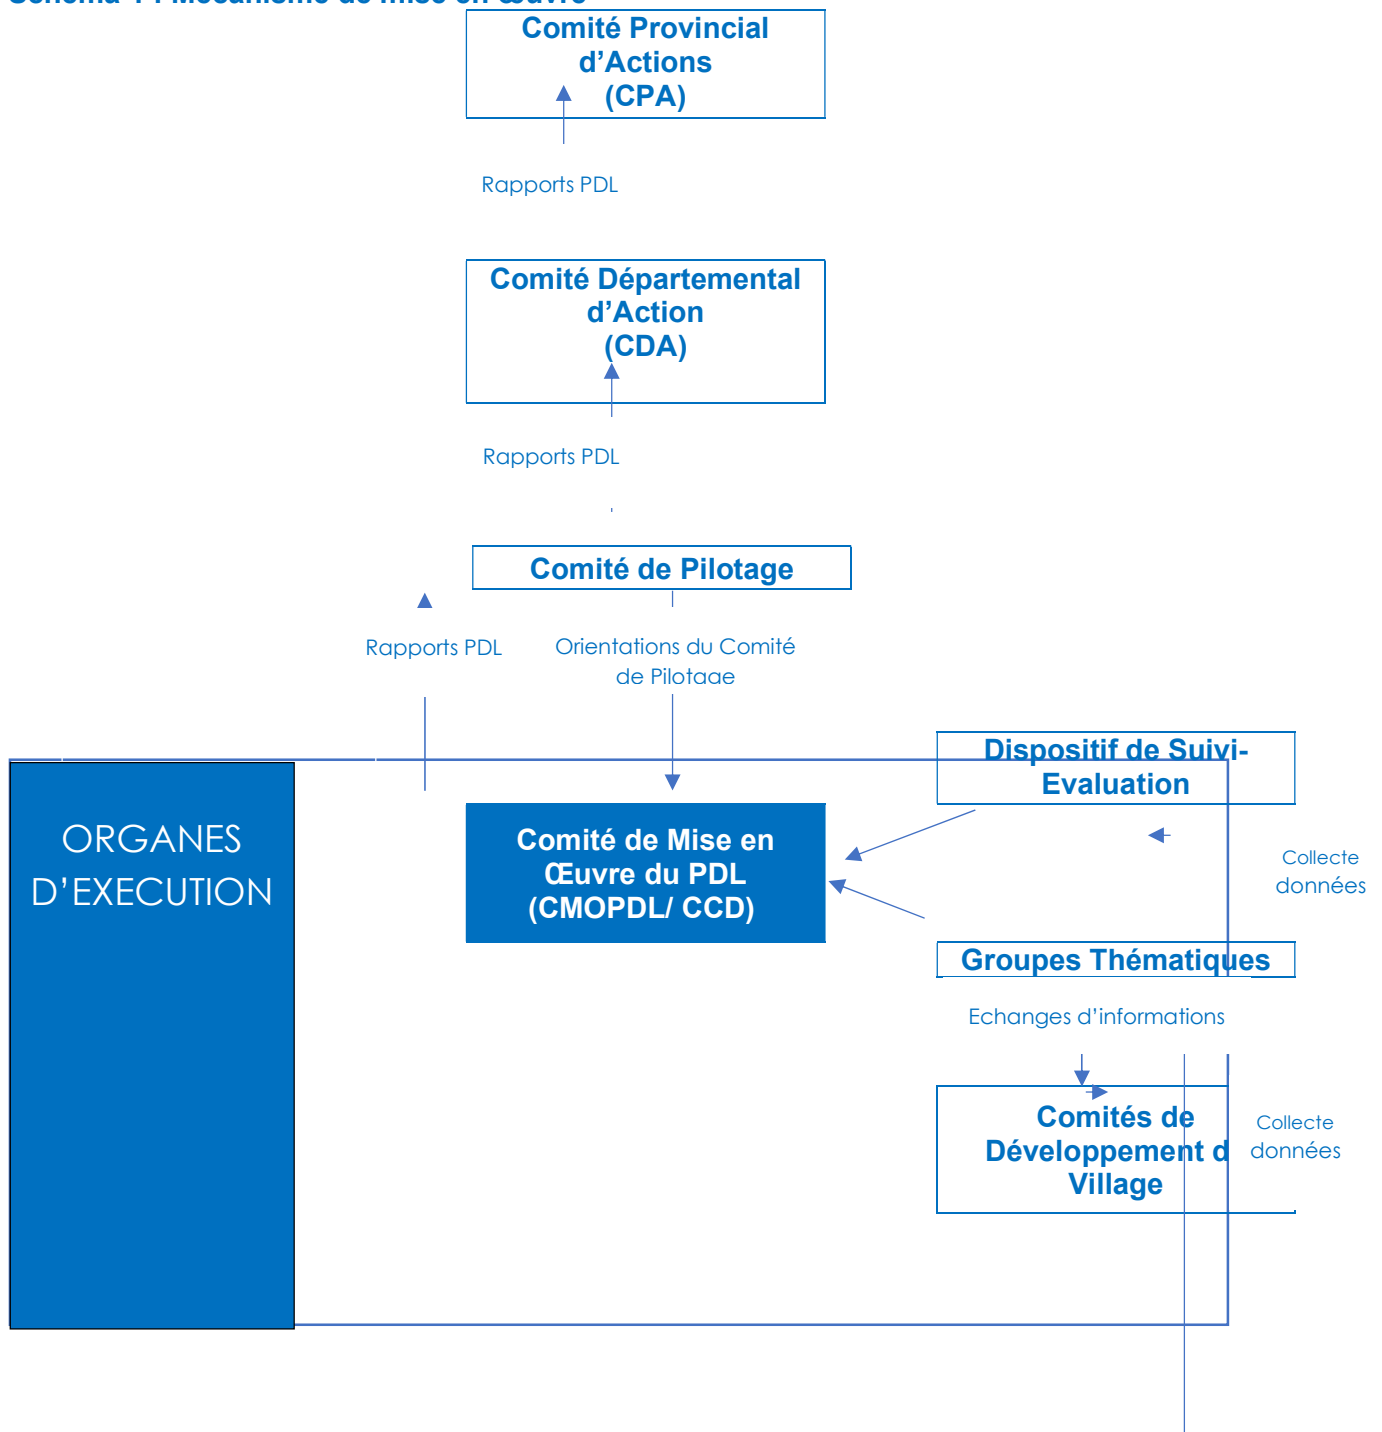 Comité Provincial
d’Actions
(CPA)
Rapports PDL
Comité Départemental
d’Action
(CDA)
Rapports PDL
Comité de Pilotage
Rapports PDL
Orientations du Comité
de Pilotage
ORGANES
D’EXECUTION
Comité de Mise en
Œuvre du PDL
(CMOPDL/ CCD)
Dispositif de Suivi-
Evaluation
Collecte
données
Groupes Thématiques
Echanges d’informations
Comités de
Développement d
Village
Collecte
données